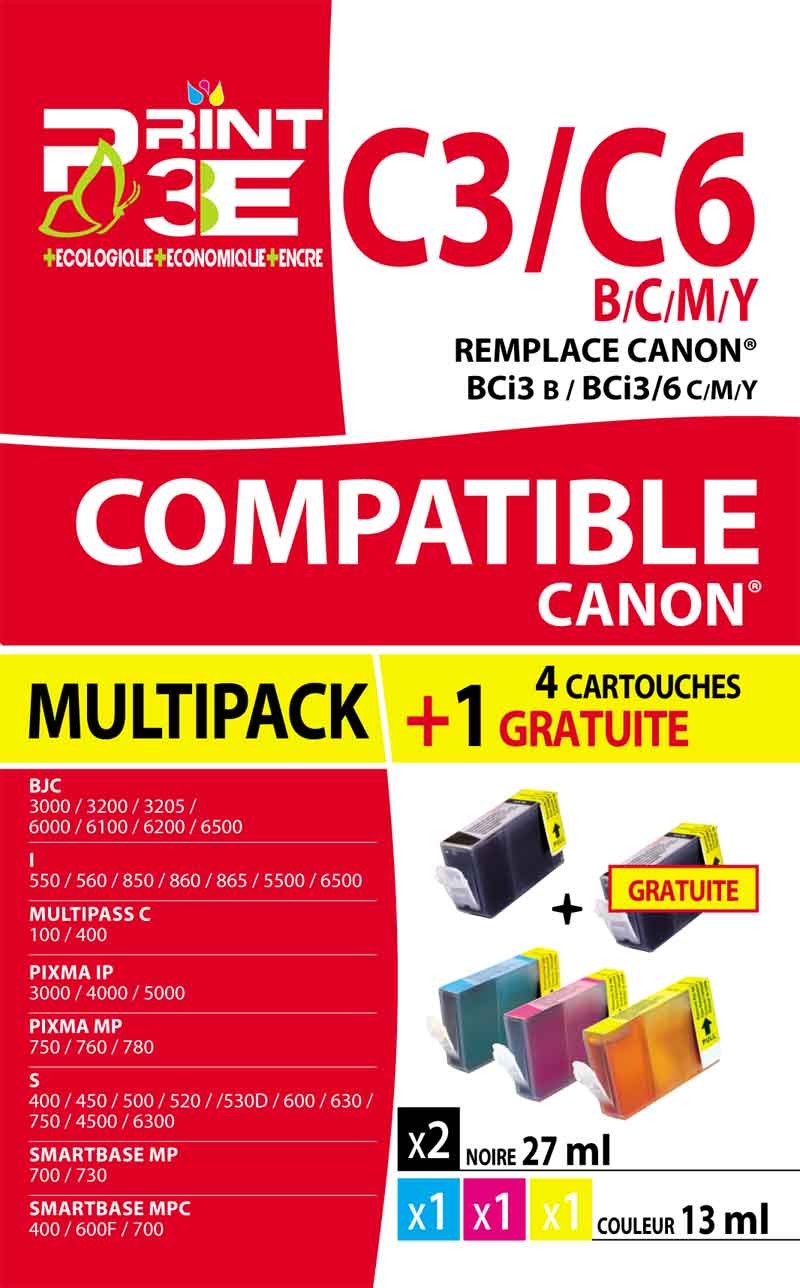 PRINT
3E
+ECOLOGIQUE+ECONOMIQUE+ENCRE
C3/C6
B/C/M/Y
REMPLACE CANON®
BCi3 B / BCi3/6 C/M/Y
COMPATIBLE
CANON®
MULTIPACK
4 CARTOUCHES
+1 GRATUITE
BJC
3000 / 3200 / 3205 /
6000 / 6100 / 6200 / 6500
I
550 / 560 / 850 / 860 / 865 / 5500 / 6500
MULTIPASS C
100 / 400
PIXMA IP
3000 / 4000 / 5000
PIXMA MP
750 / 760 / 780
S
400 / 450 / 500 / 520 / /530D / 600 / 630 /
750 / 4500 / 6300
SMARTBASE MP
700 / 730
SMARTBASE MPC
400 / 600F / 700
PULL
+
GRATUITE
PULL
x2 NOIRE 27 ml
x1 x1 x1 COULEUR 13 ml